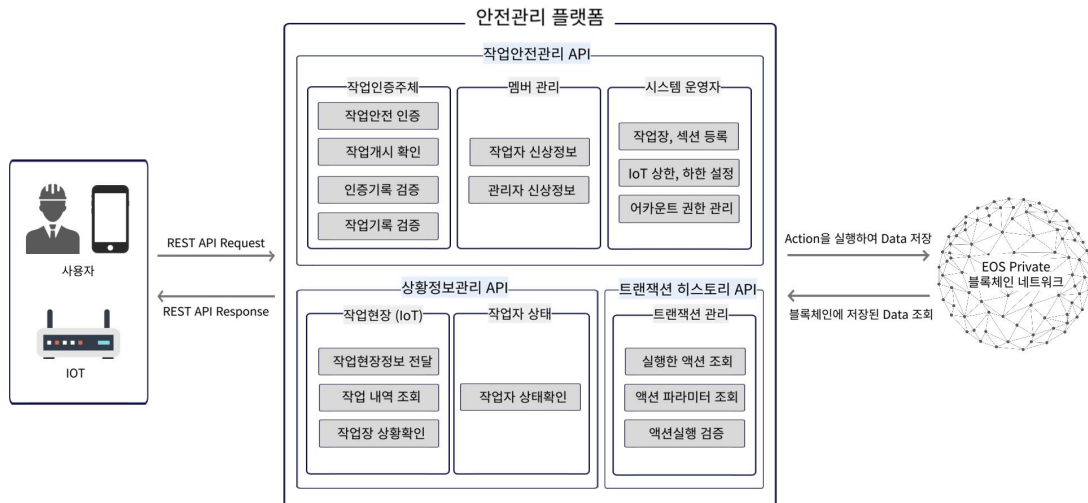 안전관리 플랫폼
작업안전관리 API
작업인증주체
작업안전 인증
작업개시 확인
인증기록 검증
작업기록 검증
멤버 관리
작업자 신상정보
관리자 신상정보
시스템 운영자
작업장, 섹션 등록
IoT 상한, 하한 설정
어카운트 권한 관리
사용자
IOT
REST API Request
REST API Response
상황정보관리 API
작업현장 (IoT)
작업현장정보 전달
작업 내역 조회
작업장 상황확인
작업자 상태
작업자 상태확인
트랜잭션 히스토리 API
트랜잭션 관리
실행한 액션 조회
액션 파라미터 조회
액션실행 검증
Action을 실행하여 Data 저장
블록체인에 저장된 Data 조회
EOS Private
블록체인 네트워크